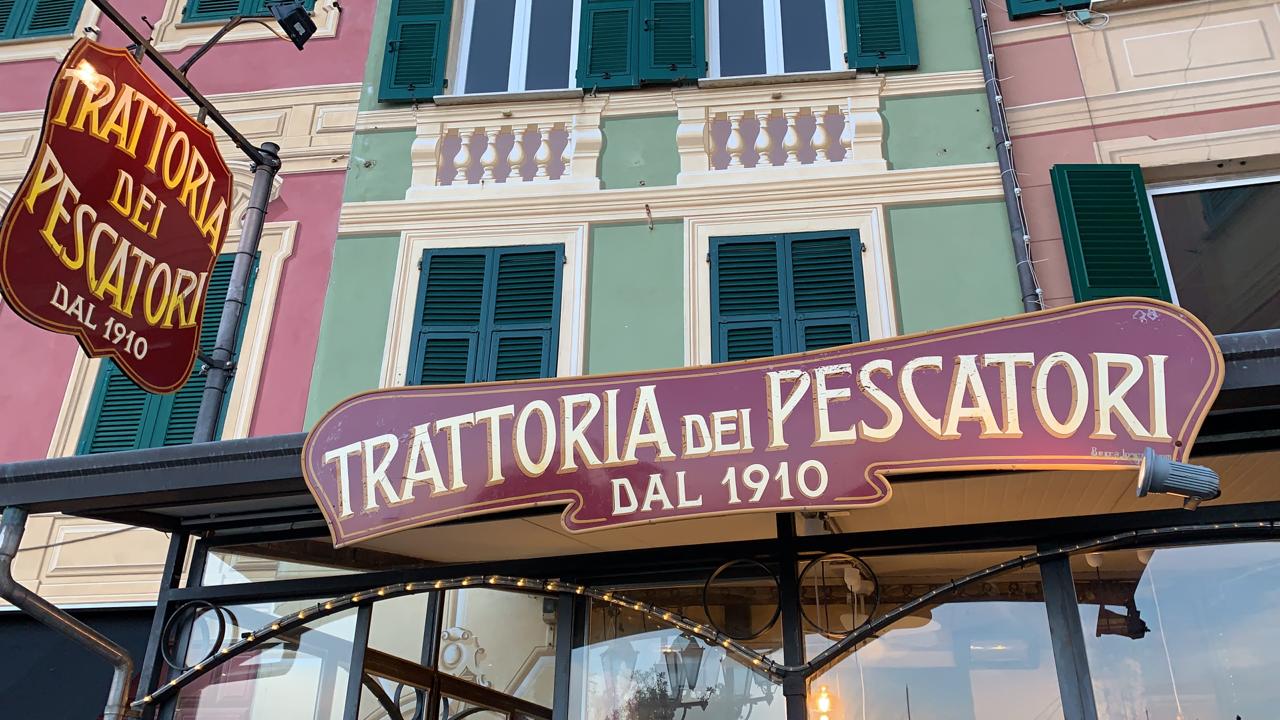 TRATTORIA
DEI
PESCATORI
DAL 1910
TRATTORIA DEI PESCATORI
DAL 1910